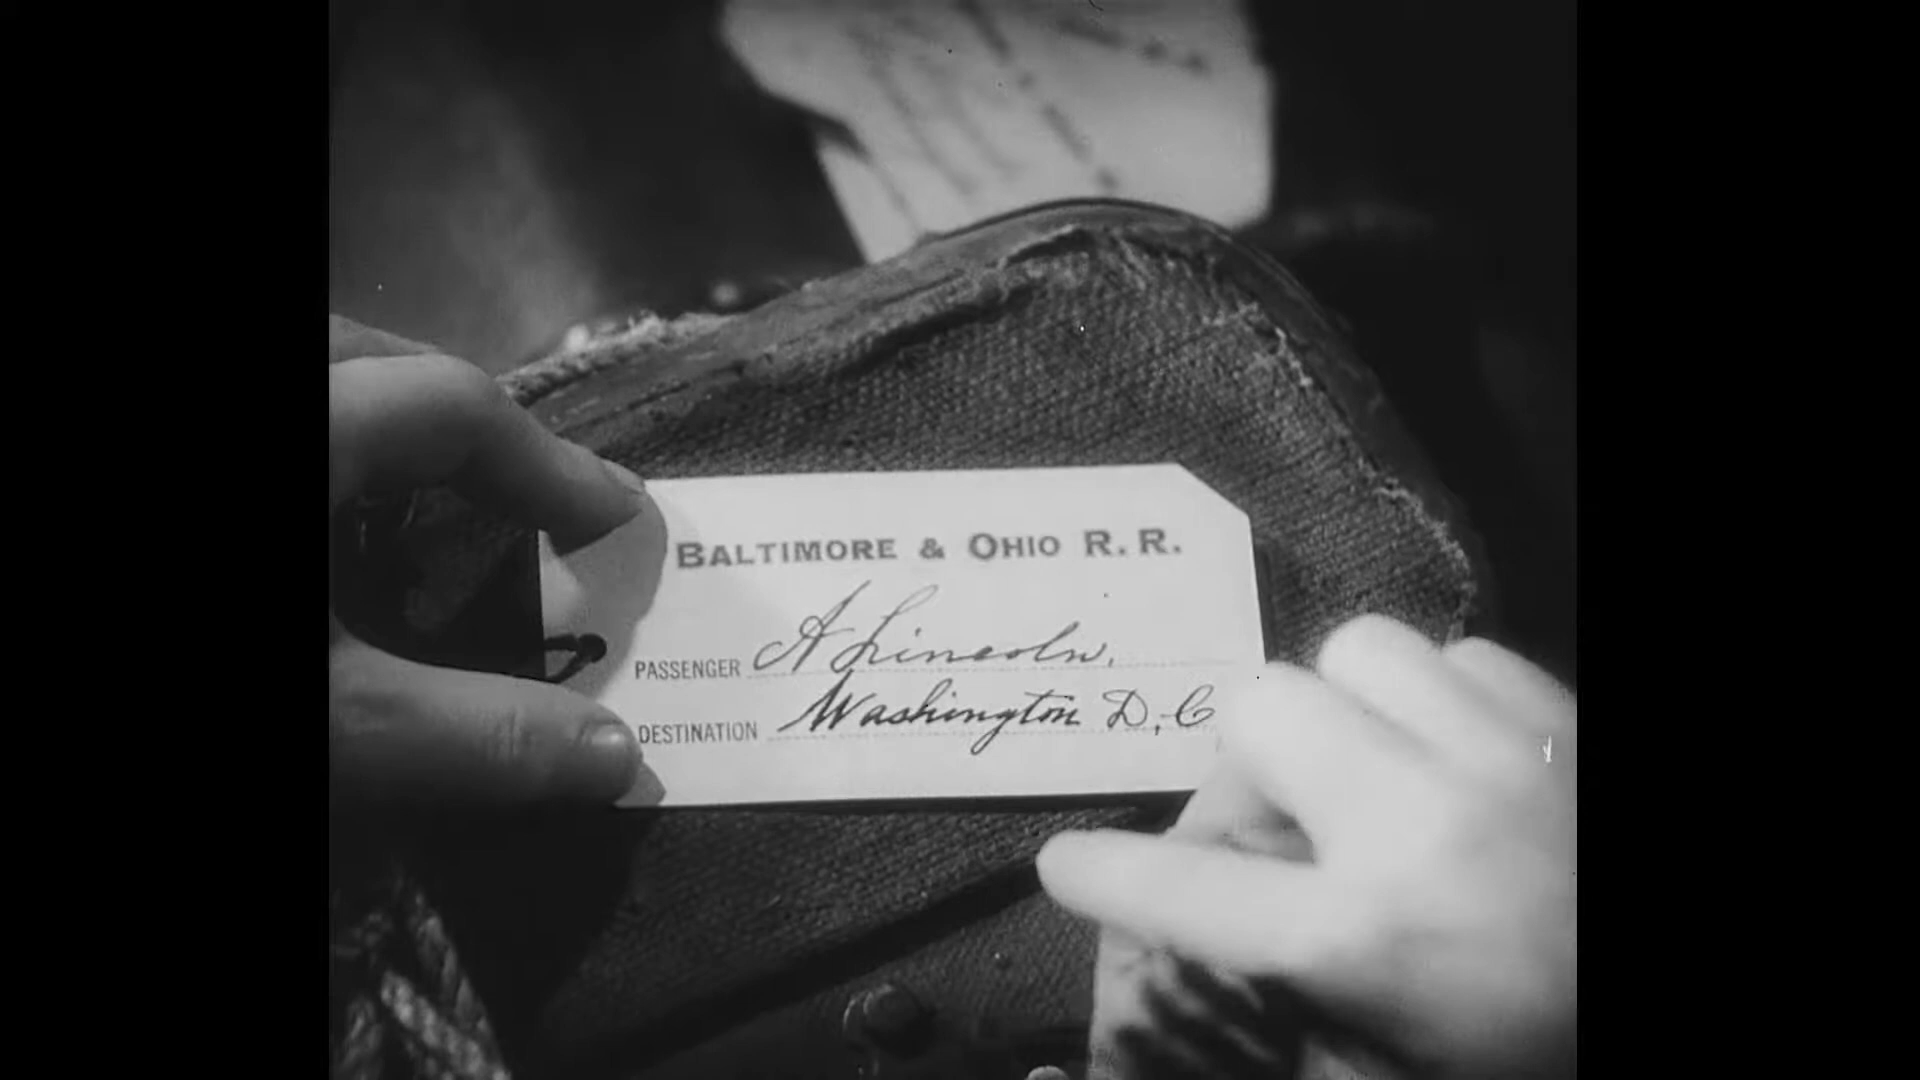 BALTIMORE & OHIO R. R.
PASSENGER A Lincoln.
DESTINATION Washington D, C